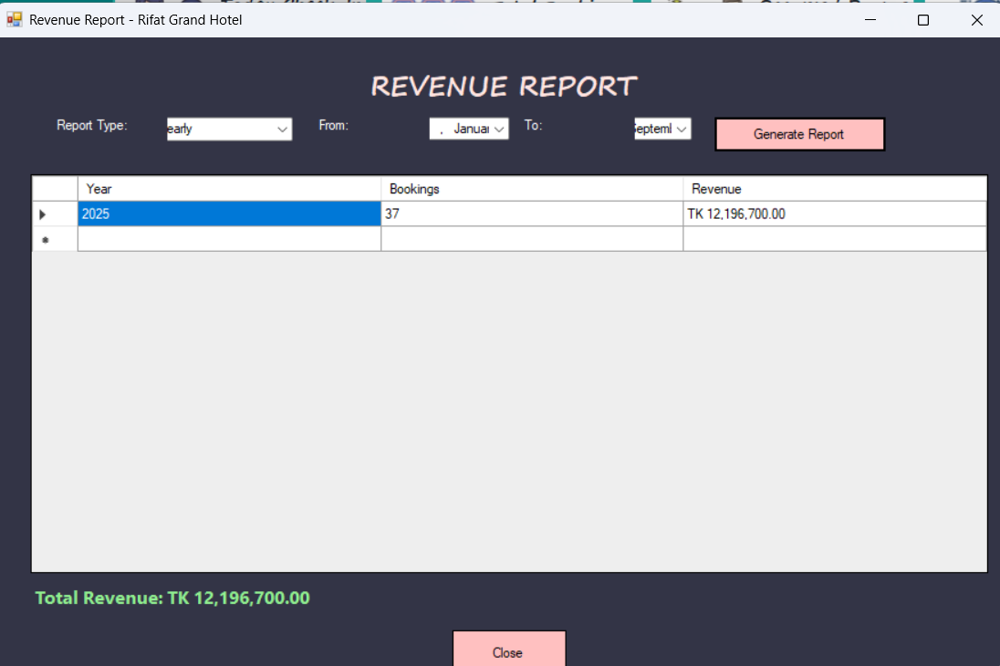 Revenue Report - Rifat Grand Hotel
REVENUE REPORT
Report Type: early From: , Januar To: Septemb Generate Report
Year Bookings Revenue
2025 37 TK 12,196,700.00
Total Revenue: TK 12,196,700.00
Close